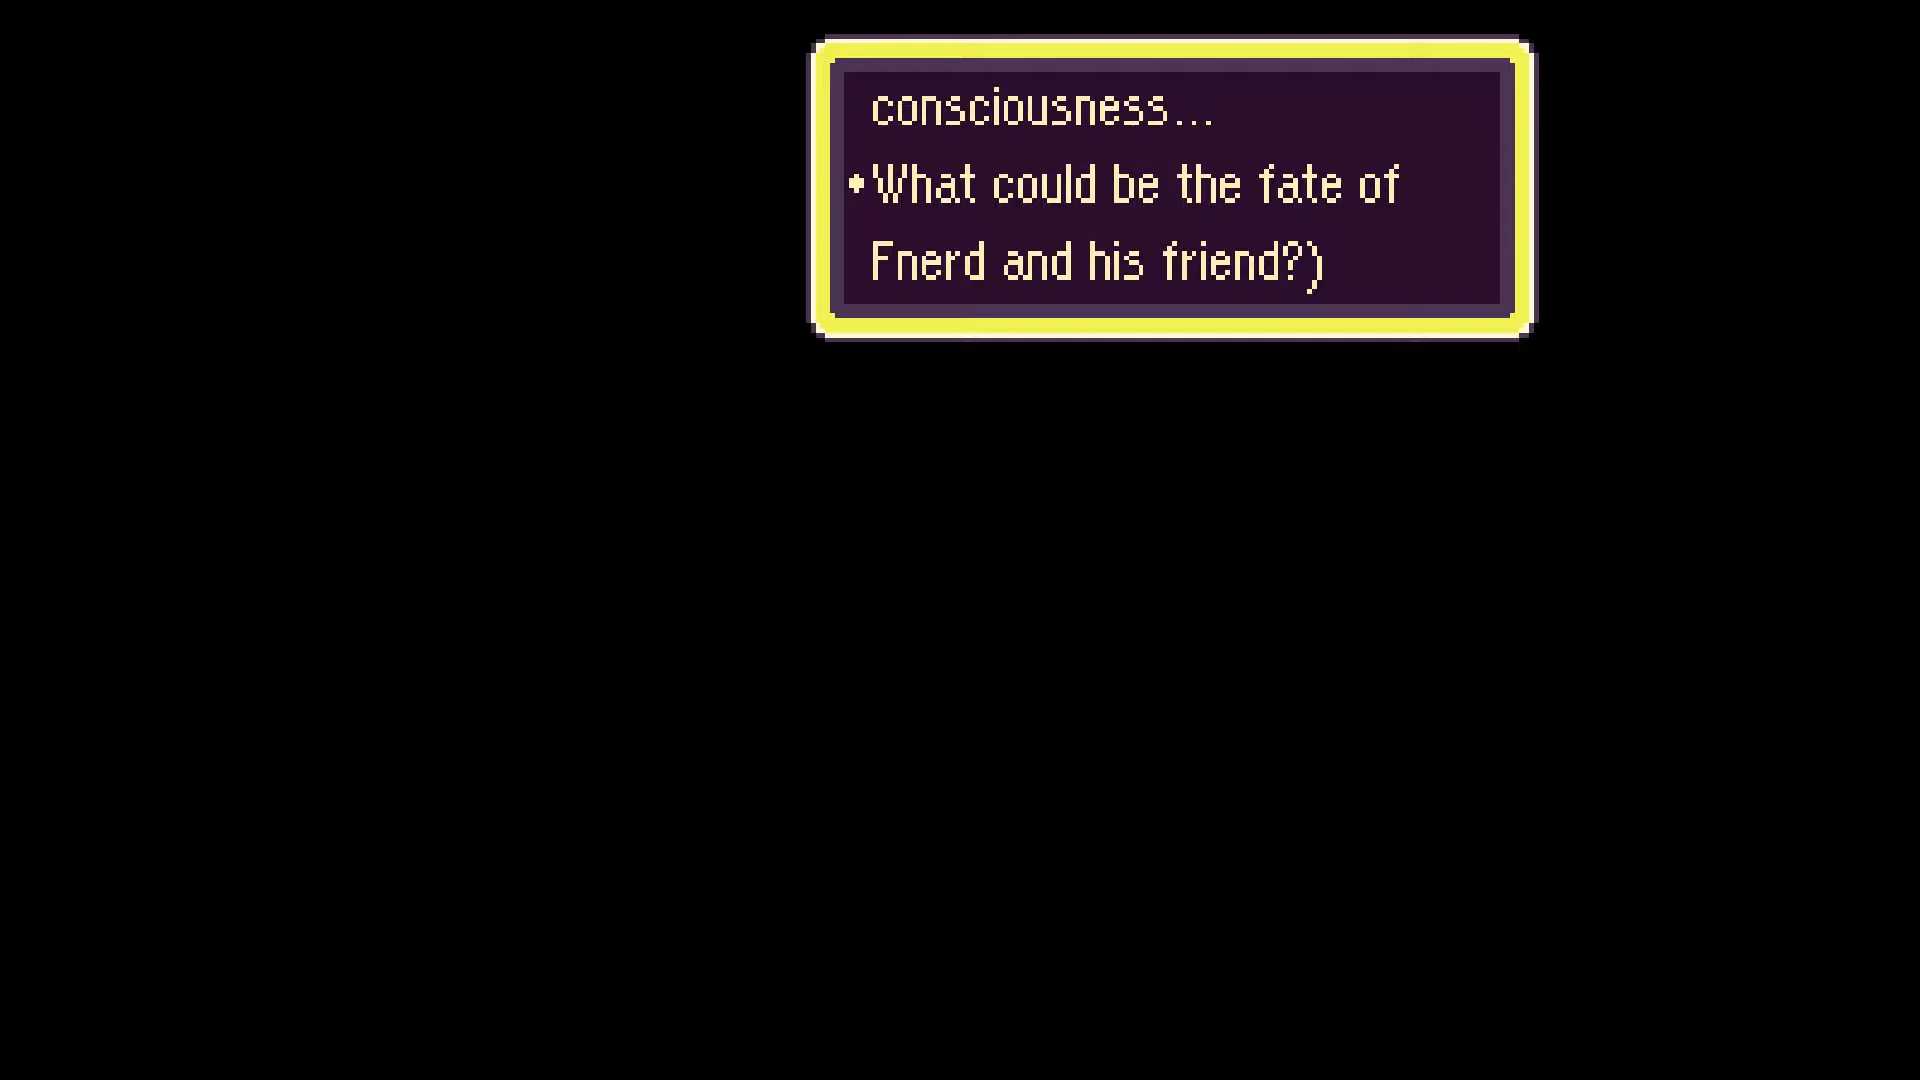 consciousness...
•What could be the fate of
Fnerd and his friend?)